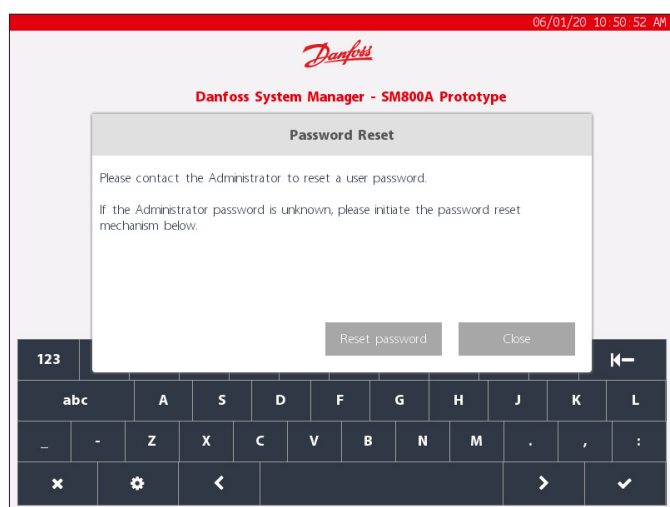 06/01/20 10:50:52 AM
Danfoss
Danfoss System Manager - SM800A Prototype
Password Reset
Please contact the Administrator to reset a user password.
If the Administrator password is unknown, please initiate the password reset
mechanism below.
Reset password Close
123
abc A S D F G H J K L
_ - Z X C V B N M . , :